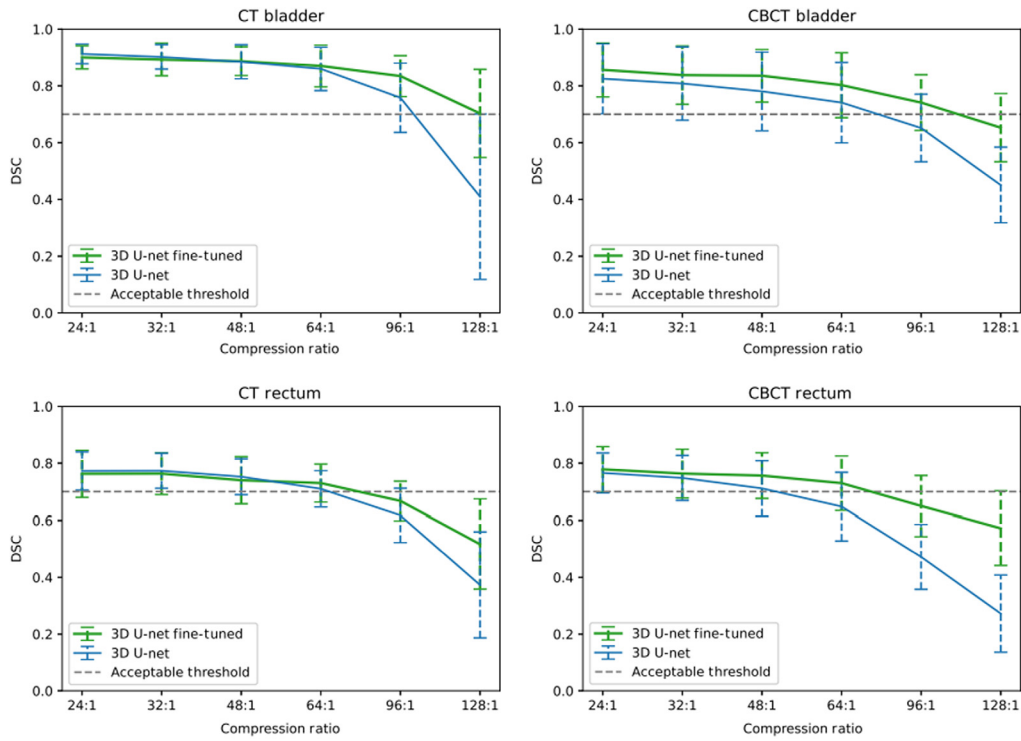 CT bladder
1.0
0.8
0.6
0.4
0.2
0.0
DSC
3D U-net fine-tuned
3D U-net
Acceptable threshold
24:1 32:1 48:1 64:1 96:1 128:1
Compression ratio
CBCT bladder
1.0
0.8
0.6
0.4
0.2
0.0
DSC
3D U-net fine-tuned
3D U-net
Acceptable threshold
24:1 32:1 48:1 64:1 96:1 128:1
Compression ratio
CT rectum
1.0
0.8
0.6
0.4
0.2
0.0
DSC
3D U-net fine-tuned
3D U-net
Acceptable threshold
24:1 32:1 48:1 64:1 96:1 128:1
Compression ratio
CBCT rectum
1.0
0.8
0.6
0.4
0.2
0.0
DSC
3D U-net fine-tuned
3D U-net
Acceptable threshold
24:1 32:1 48:1 64:1 96:1 128:1
Compression ratio